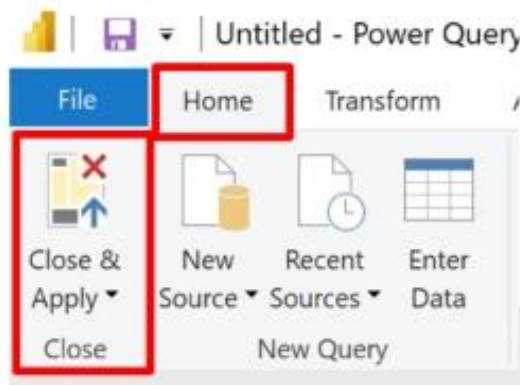 Untitled - Power Query
File Home Transform
Close & Apply
New Source
Recent Sources
Enter Data
Close
New Query